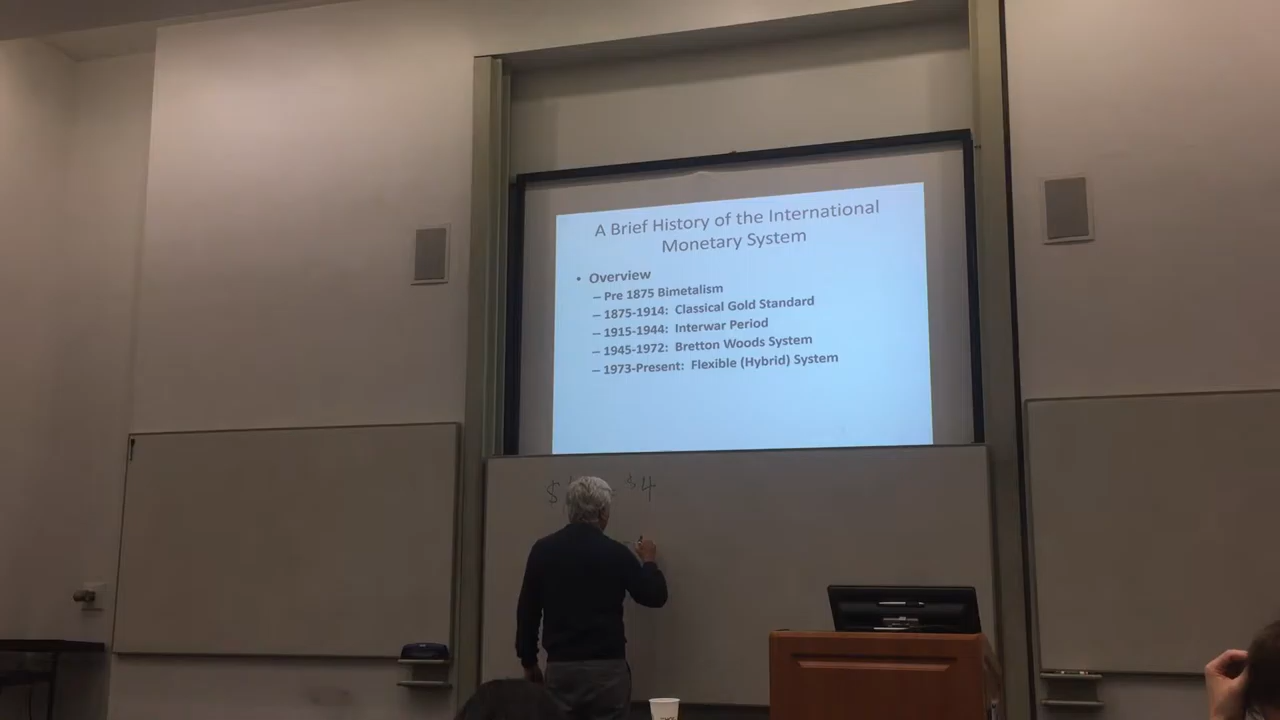 A Brief History of the International
Monetary System
• Overview
– Pre 1875 Bimetalism
– 1875-1914: Classical Gold Standard
– 1915-1944: Interwar Period
– 1945-1972: Bretton Woods System
– 1973-Present: Flexible (Hybrid) System
$ $4